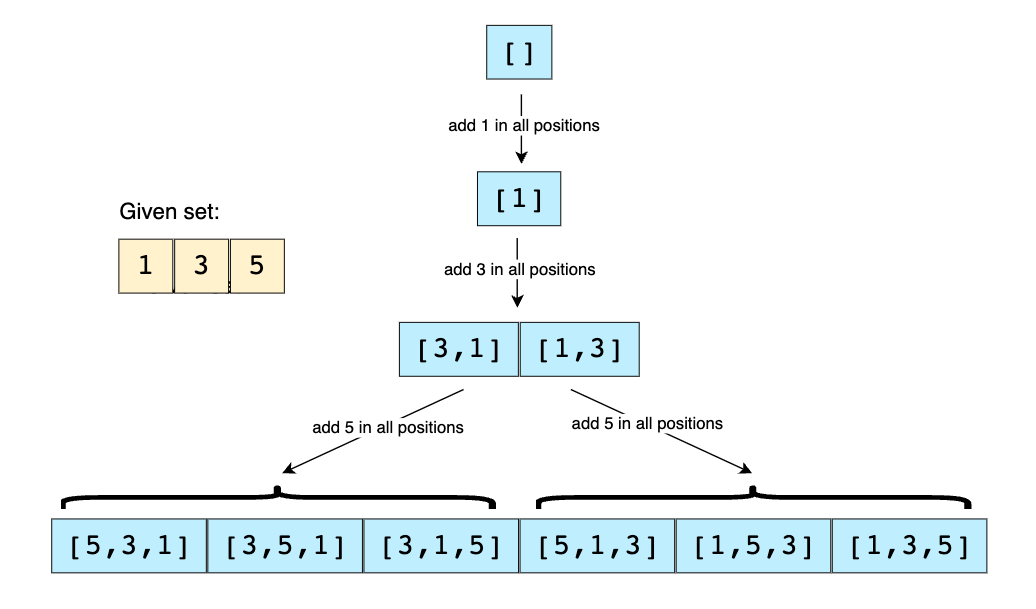 []
add 1 in all positions
[1]
Given set:
1 3 5
add 3 in all positions
[3,1] [1,3]
add 5 in all positions
add 5 in all positions
[5,3,1] [3,5,1] [3,1,5] [5,1,3] [1,5,3] [1,3,5]